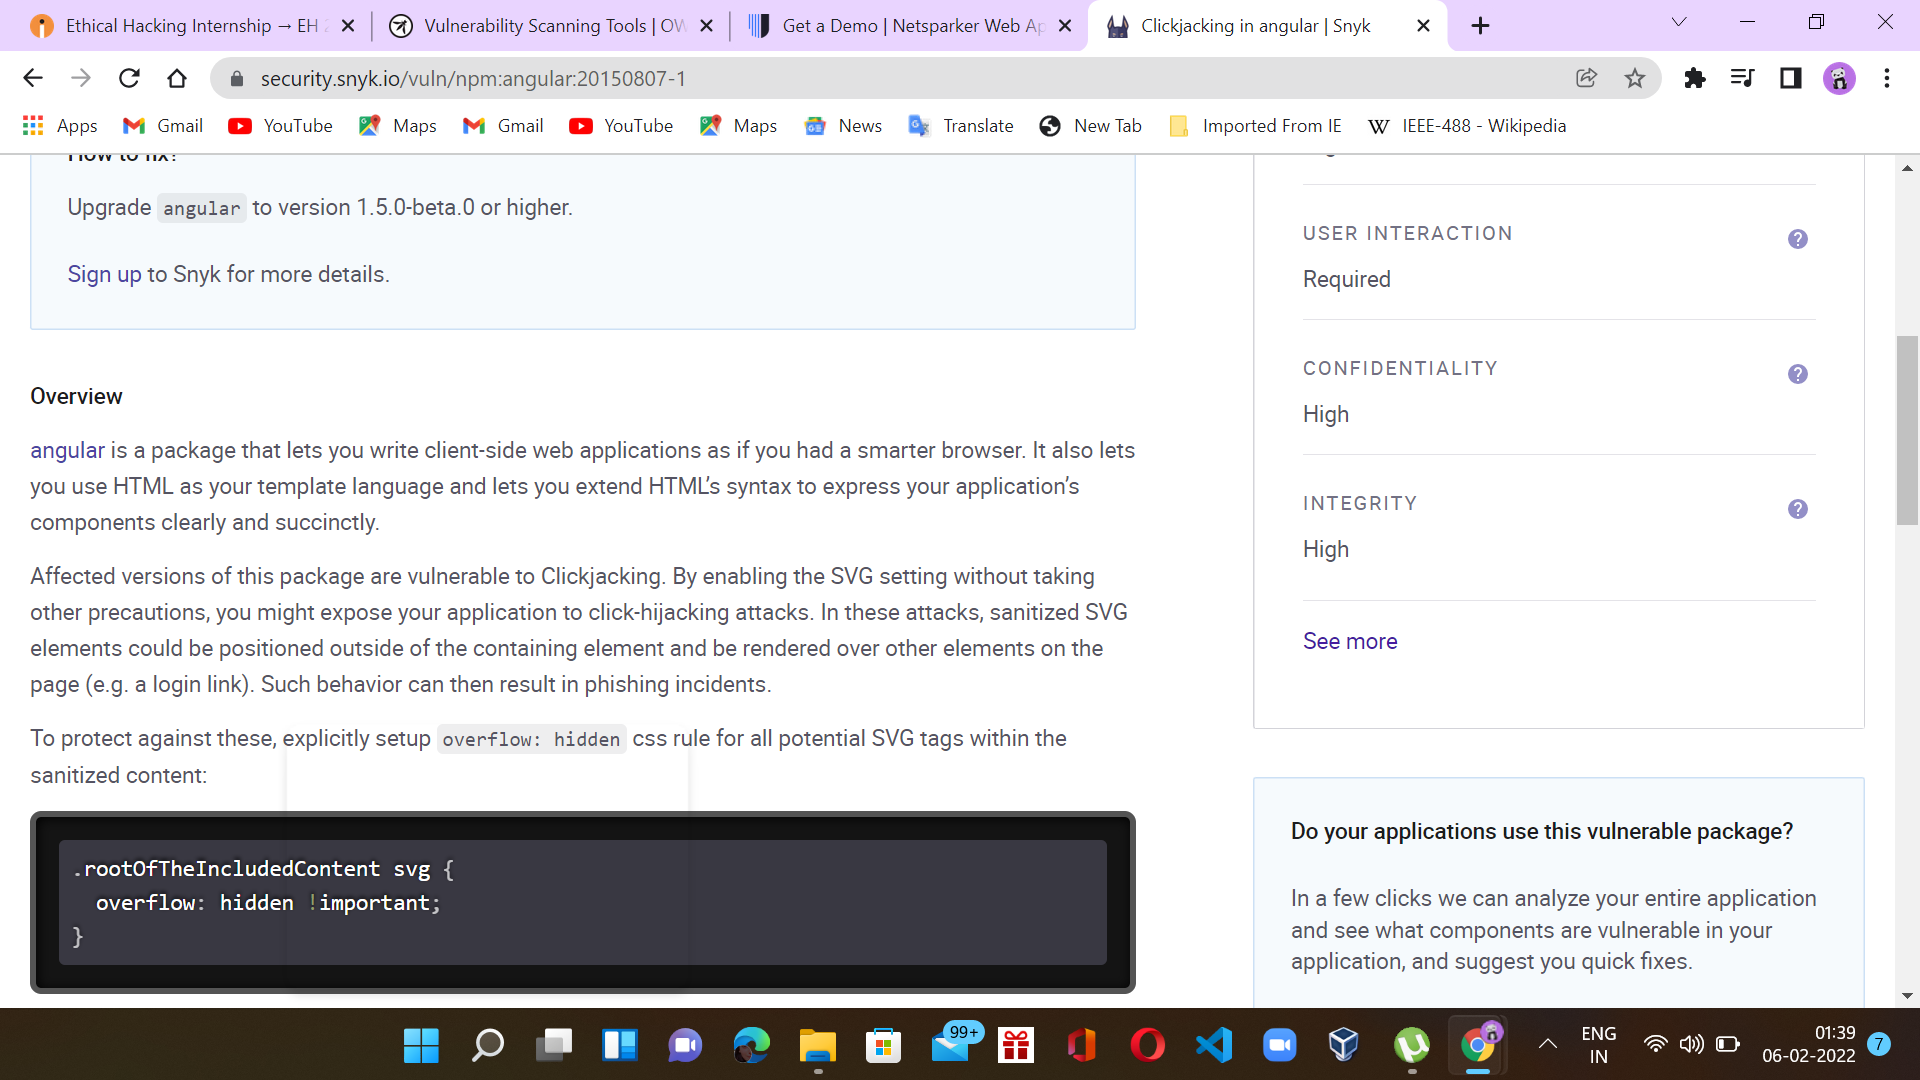 Ethical Hacking Internship → EH
Vulnerability Scanning Tools | OW
Get a Demo | Netsparker Web Ap
Clickjacking in angular | Snyk
security.snyk.io/vuln/npm:angular:20150807-1
Apps
Gmail
YouTube
Maps
Gmail
YouTube
Maps
News
Translate
New Tab
Imported From IE
W IEEE-488 - Wikipedia
How to fix?
Upgrade angular to version 1.5.0-beta.0 or higher.
Sign up to Snyk for more details.
Overview
angular is a package that lets you write client-side web applications as if you had a smarter browser. It also lets
you use HTML as your template language and lets you extend HTML’s syntax to express your application’s
components clearly and succinctly.
Affected versions of this package are vulnerable to Clickjacking. By enabling the SVG setting without taking
other precautions, you might expose your application to click-hijacking attacks. In these attacks, sanitized SVG
elements could be positioned outside of the containing element and be rendered over other elements on the
page (e.g. a login link). Such behavior can then result in phishing incidents.
To protect against these, explicitly setup overflow: hidden css rule for all potential SVG tags within the
sanitized content:
.rootOfTheIncludedContent svg {
overflow: hidden !important;
}
USER INTERACTION
?
Required
CONFIDENTIALITY
?
High
INTEGRITY
?
High
See more
Do your applications use this vulnerable package?
In a few clicks we can analyze your entire application
and see what components are vulnerable in your
application, and suggest you quick fixes.
99+
ENG
IN
01:39
06-02-2022
7